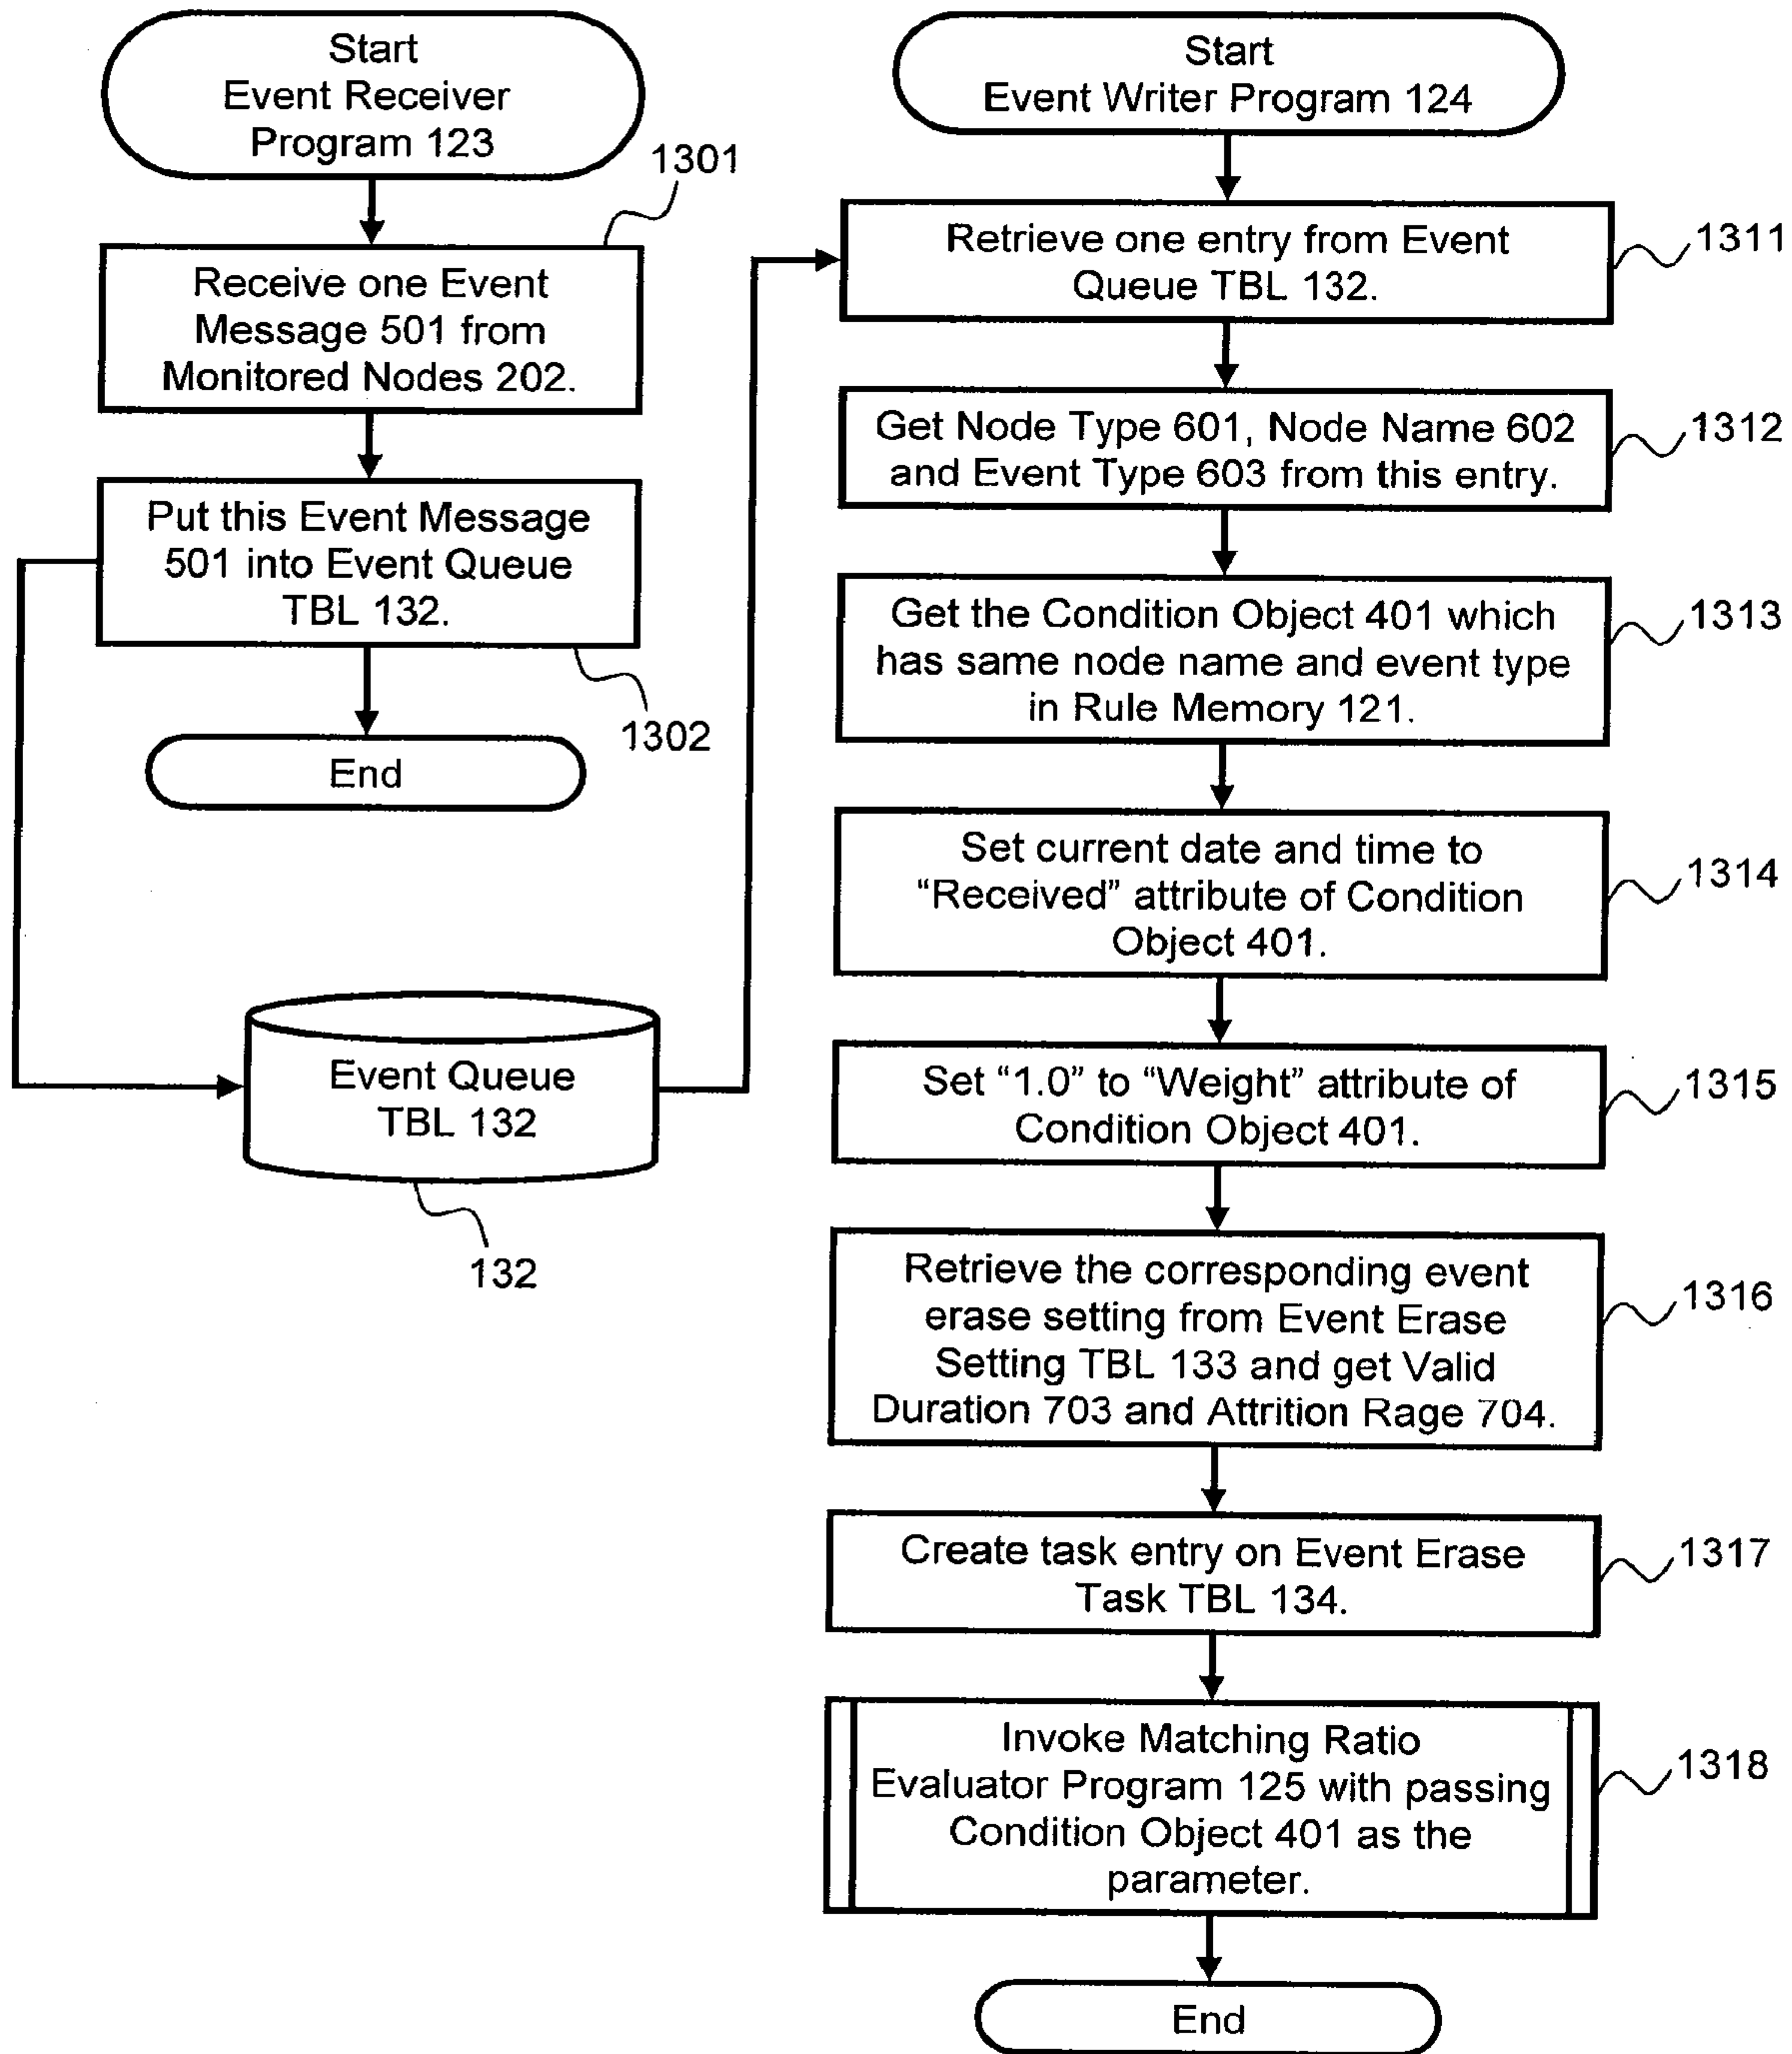 Start
Event Receiver
Program 123
1301
Receive one Event
Message 501 from
Monitored Nodes 202.
Put this Event Message
501 into Event Queue
TBL 132.
1302
End
Event Queue
TBL 132
132
Start
Event Writer Program 124
Retrieve one entry from Event
Queue TBL 132.
1311
Get Node Type 601, Node Name 602
and Event Type 603 from this entry.
1312
Get the Condition Object 401 which
has same node name and event type
in Rule Memory 121.
1313
Set current date and time to
“Received” attribute of Condition
Object 401.
1314
Set “1.0” to “Weight” attribute of
Condition Object 401.
1315
Retrieve the corresponding event
erase setting from Event Erase
Setting TBL 133 and get Valid
Duration 703 and Attrition Rage 704.
1316
Create task entry on Event Erase
Task TBL 134.
1317
Invoke Matching Ratio
Evaluator Program 125 with passing
Condition Object 401 as the
parameter.
1318
End